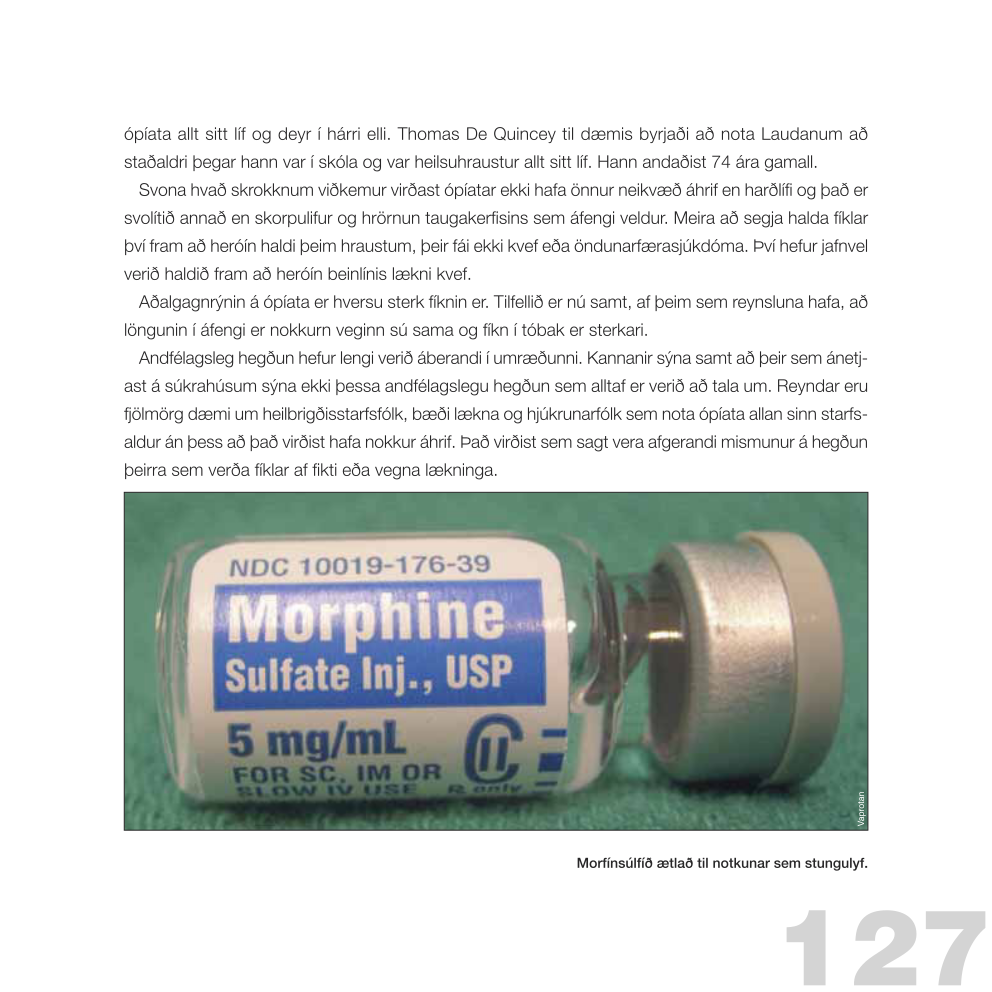 ópíata allt sitt líf og deyr í hárri elli. Thomas De Quincey til dæmis byrjaði að nota Laudanum að
staðaldri þegar hann var í skóla og var heilsuhraustur allt sitt líf. Hann andaðist 74 ára gamall.
Svona hvað skrokknum viðkemur virðast ópíatar ekki hafa önnur neikvæð áhrif en harðlífi og það er
svolítið annað en skorpulifur og hrörnun taugakerfisins sem áfengi veldur. Meira að segja halda fíklar
því fram að heróín haldi þeim hraustum, þeir fái ekki kvef eða öndunarfærasjúkdóma. Því hefur jafnvel
verið haldið fram að heróín beinlínis lækni kvef.
Aðalgagnrýnin á ópíata er hversu sterk fíknin er. Tilfellið er nú samt, af þeim sem reynsluna hafa, að
löngunin í áfengi er nokkurn veginn sú sama og fíkn í tóbak er sterkari.
Andfélagsleg hegðun hefur lengi verið áberandi í umræðunni. Kannanir sýna samt að þeir sem ánetj-
ast á súkrahúsum sýna ekki þessa andfélagslegu hegðun sem alltaf er verið að tala um. Reyndar eru
fjölmörg dæmi um heilbrigðisstarfsfólk, bæði lækna og hjúkrunarfólk sem nota ópíata allan sinn starfs-
aldur án þess að það virðist hafa nokkur áhrif. Það virðist sem sagt vera afgerandi mismunur á hegðun
þeirra sem verða fíklar af fikti eða vegna lækninga.
NDC 10019-176-39
Morphine
Sulfate Inj., USP
5 mg/mL
CII
FOR SC, IM OR
SLOW IV USE Rx only
Vaprotan
Morfínsúlfíð ætlað til notkunar sem stungulyf.
127